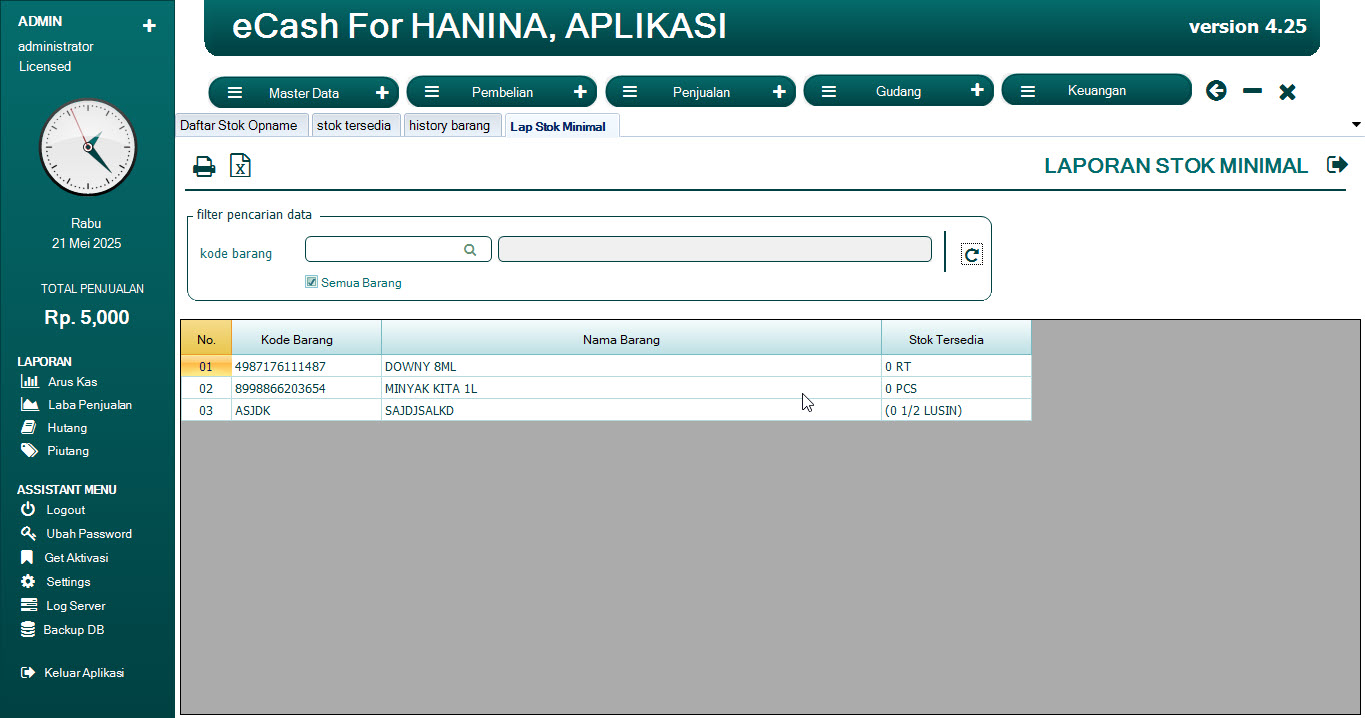 ADMIN
administrator
Licensed
Rabu
21 Mei 2025
TOTAL PENJUALAN
Rp. 5,000
LAPORAN
Arus Kas
Laba Penjualan
Hutang
Piutang
ASSISTANT MENU
Logout
Ubah Password
Get Aktivasi
Settings
Log Server
Backup DB
Keluar Aplikasi
eCash For HANINA, APLIKASI
version 4.25
Master Data
Pembelian
Penjualan
Gudang
Keuangan
Daftar Stok Opname
stok tersedia
history barang
Lap Stok Minimal
LAPORAN STOK MINIMAL
filter pencarian data
kode barang
Semua Barang
No. Kode Barang Nama Barang Stok Tersedia
01 4987176111487 DOWNY 8ML 0 RT
02 8998866203654 MINYAK KITA 1L 0 PCS
03 ASJDK SAJDJSALKD (0 1/2 LUSIN)